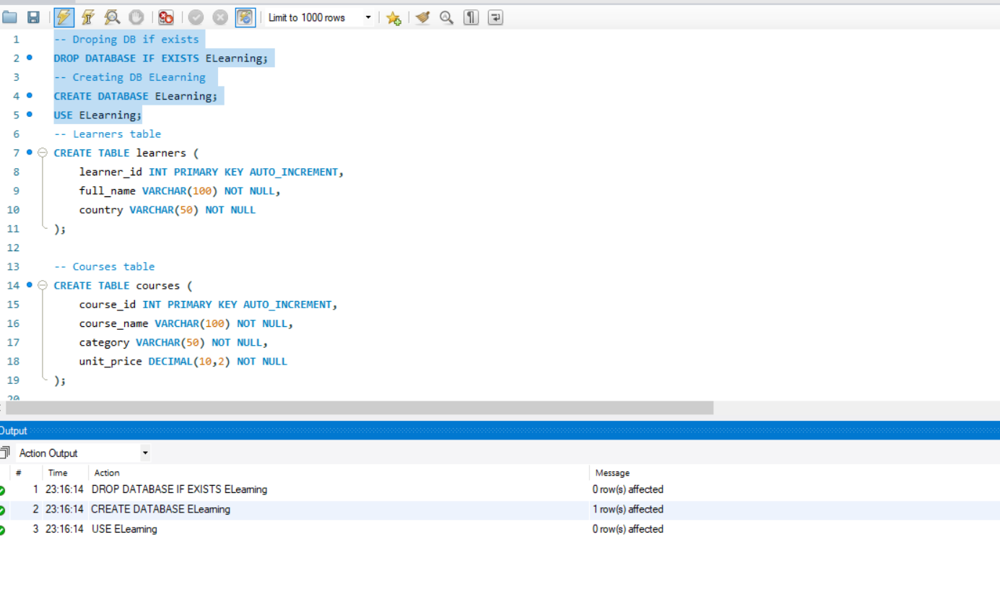 Limit to 1000 rows
1 -- Droping DB if exists
2 DROP DATABASE IF EXISTS ELearning;
3 -- Creating DB ELearning
4 CREATE DATABASE ELearning;
5 USE ELearning;
6 -- Learners table
7 CREATE TABLE learners (
8 learner_id INT PRIMARY KEY AUTO_INCREMENT,
9 full_name VARCHAR(100) NOT NULL,
10 country VARCHAR(50) NOT NULL
11 );
12
13 -- Courses table
14 CREATE TABLE courses (
15 course_id INT PRIMARY KEY AUTO_INCREMENT,
16 course_name VARCHAR(100) NOT NULL,
17 category VARCHAR(50) NOT NULL,
18 unit_price DECIMAL(10,2) NOT NULL
19 );
20
Output
Action Output
# Time Action Message
1 23:16:14 DROP DATABASE IF EXISTS ELearning 0 row(s) affected
2 23:16:14 CREATE DATABASE ELearning 1 row(s) affected
3 23:16:14 USE ELearning 0 row(s) affected